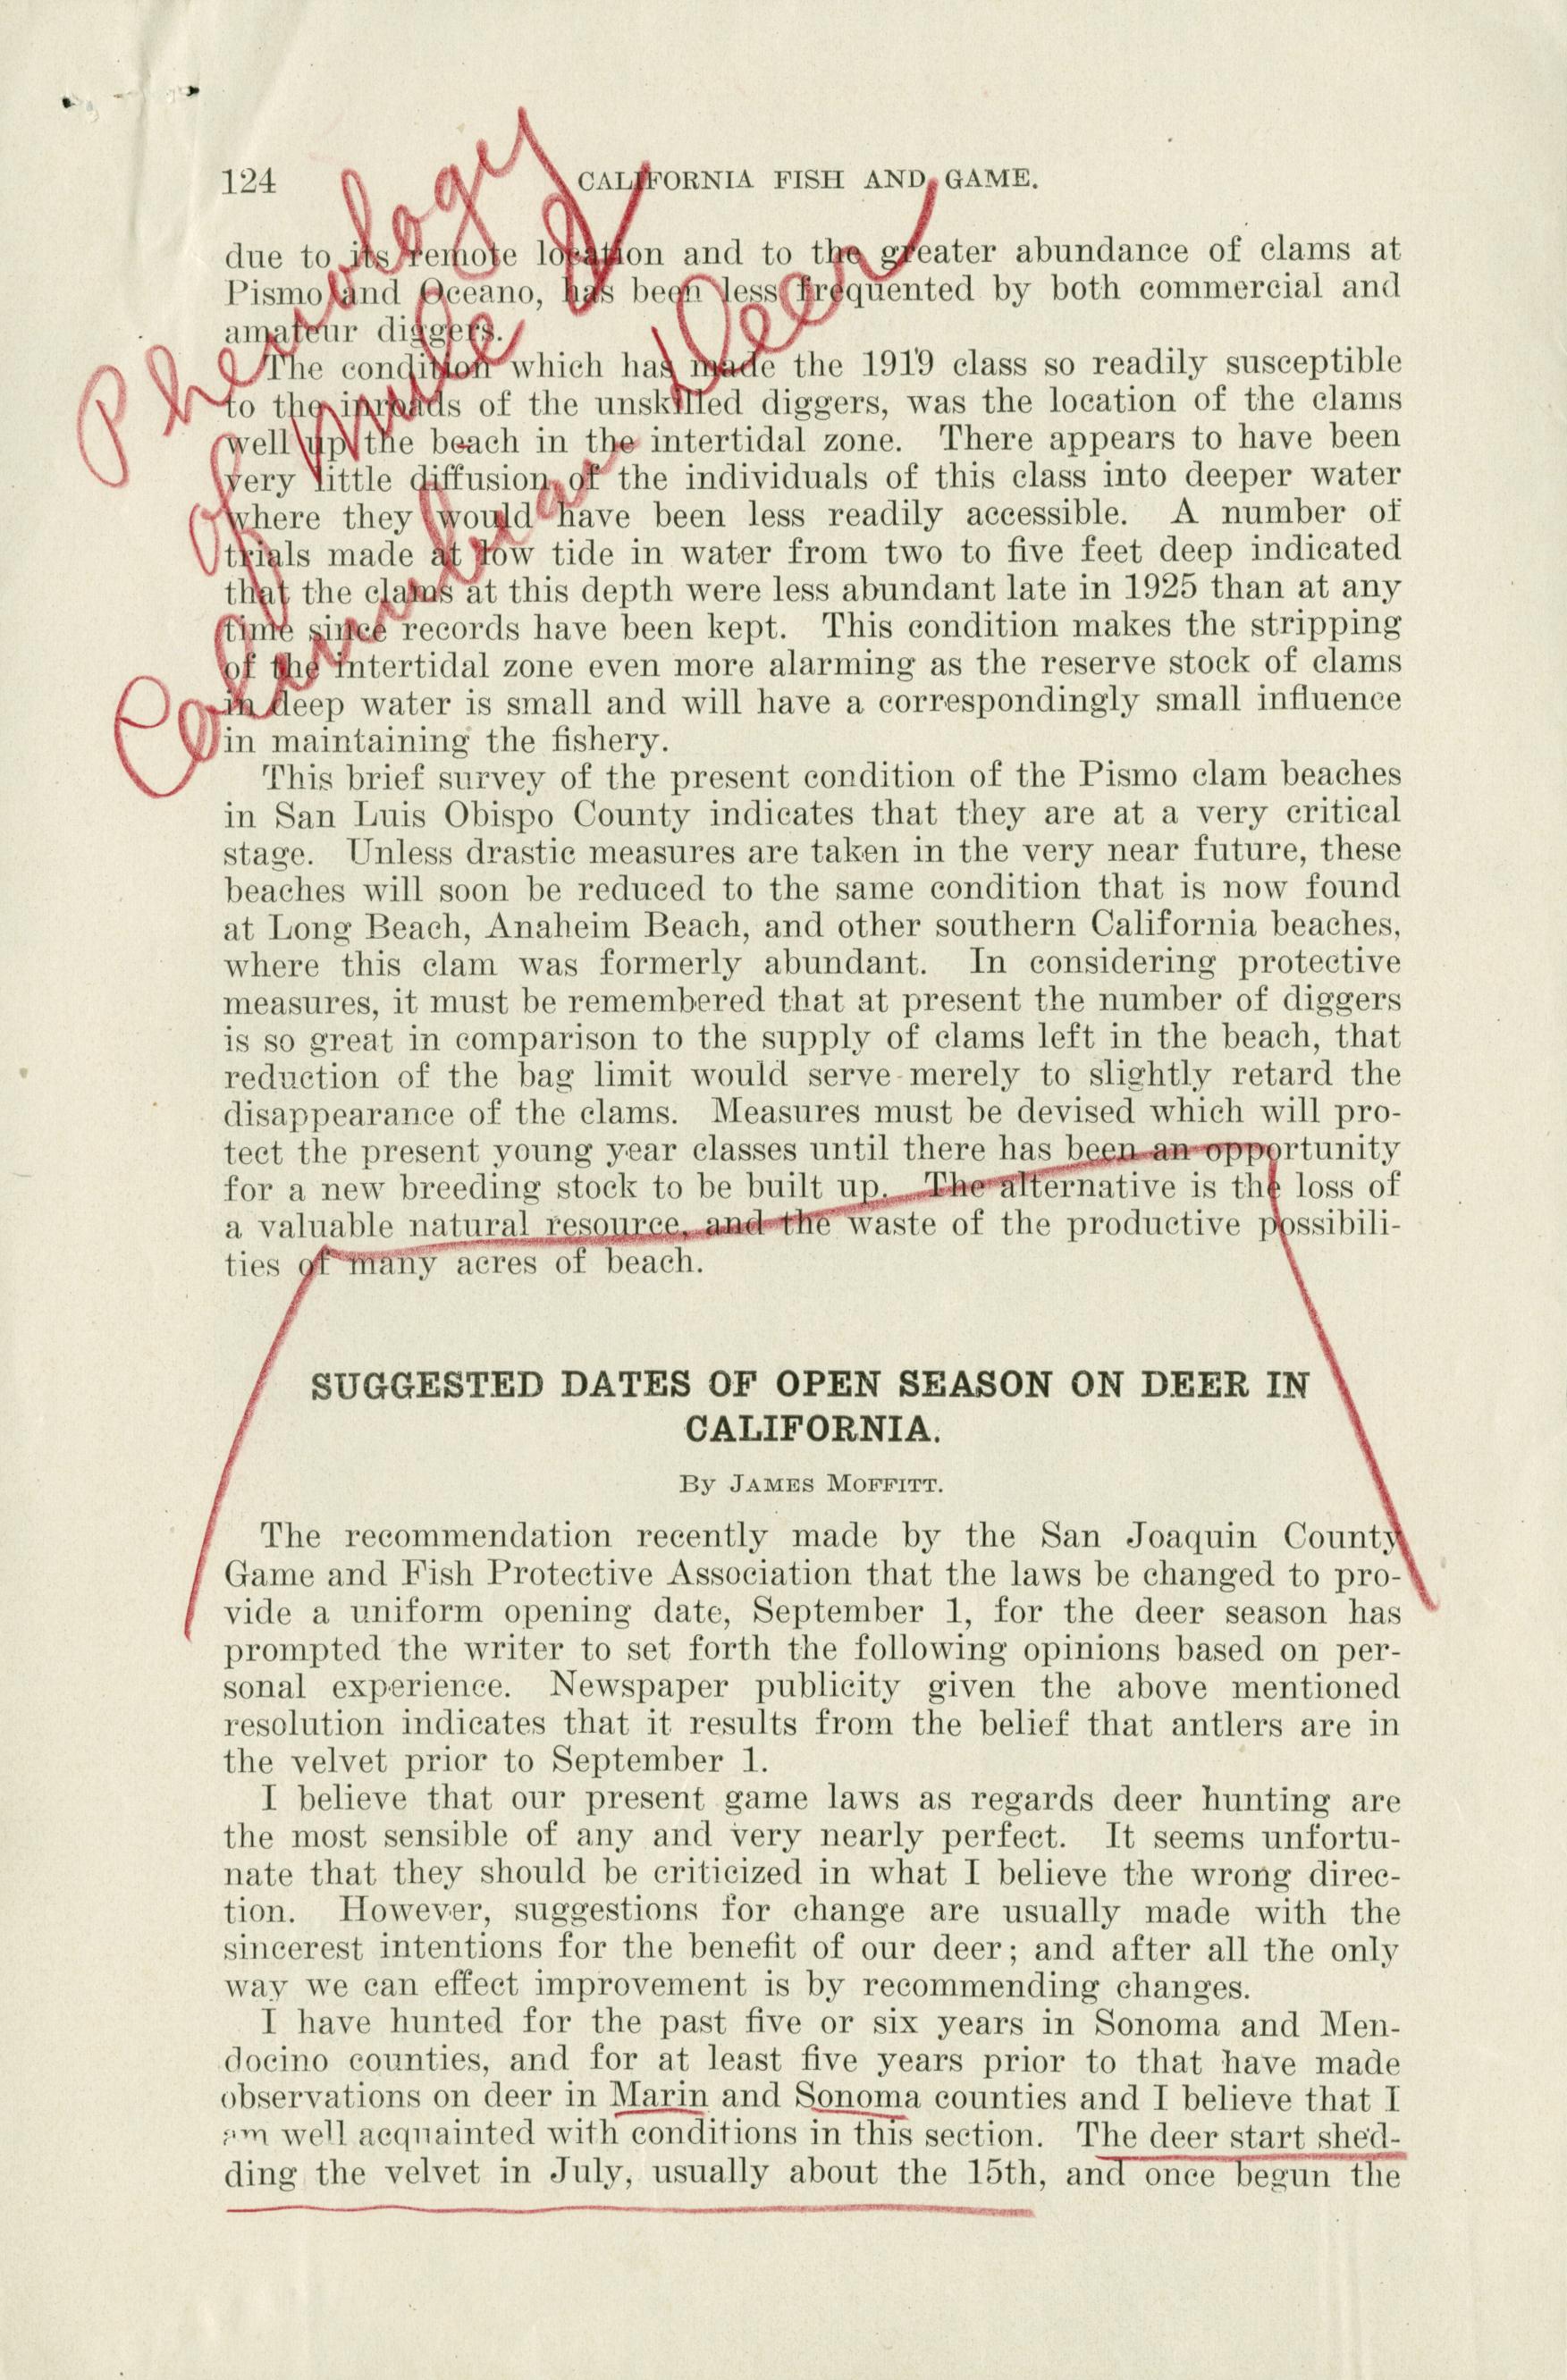 Phenology
of Mule &
Columbian Deer
124 CALIFORNIA FISH AND GAME.
due to its remote location and to the greater abundance of clams at
Pismo and Oceano, has been less frequented by both commercial and
amateur diggers.
The condition which has made the 1919 class so readily susceptible
to the inroads of the unskilled diggers, was the location of the clams
well up the beach in the intertidal zone. There appears to have been
very little diffusion of the individuals of this class into deeper water
where they would have been less readily accessible. A number of
trials made at low tide in water from two to five feet deep indicated
that the clams at this depth were less abundant late in 1925 than at any
time since records have been kept. This condition makes the stripping
of the intertidal zone even more alarming as the reserve stock of clams
in deep water is small and will have a correspondingly small influence
in maintaining the fishery.
This brief survey of the present condition of the Pismo clam beaches
in San Luis Obispo County indicates that they are at a very critical
stage. Unless drastic measures are taken in the very near future, these
beaches will soon be reduced to the same condition that is now found
at Long Beach, Anaheim Beach, and other southern California beaches,
where this clam was formerly abundant. In considering protective
measures, it must be remembered that at present the number of diggers
is so great in comparison to the supply of clams left in the beach, that
reduction of the bag limit would serve merely to slightly retard the
disappearance of the clams. Measures must be devised which will pro-
tect the present young year classes until there has been an opportunity
for a new breeding stock to be built up. The alternative is the loss of
a valuable natural resource, and the waste of the productive possibili-
ties of many acres of beach.
SUGGESTED DATES OF OPEN SEASON ON DEER IN
CALIFORNIA.
By JAMES MOFFITT.
The recommendation recently made by the San Joaquin County
Game and Fish Protective Association that the laws be changed to pro-
vide a uniform opening date, September 1, for the deer season has
prompted the writer to set forth the following opinions based on per-
sonal experience. Newspaper publicity given the above mentioned
resolution indicates that it results from the belief that antlers are in
the velvet prior to September 1.
I believe that our present game laws as regards deer hunting are
the most sensible of any and very nearly perfect. It seems unfortu-
nate that they should be criticized in what I believe the wrong direc-
tion. However, suggestions for change are usually made with the
sincerest intentions for the benefit of our deer; and after all the only
way we can effect improvement is by recommending changes.
I have hunted for the past five or six years in Sonoma and Men-
docino counties, and for at least five years prior to that have made
observations on deer in Marin and Sonoma counties and I believe that I
am well acquainted with conditions in this section. The deer start shed-
ding the velvet in July, usually about the 15th, and once begun the